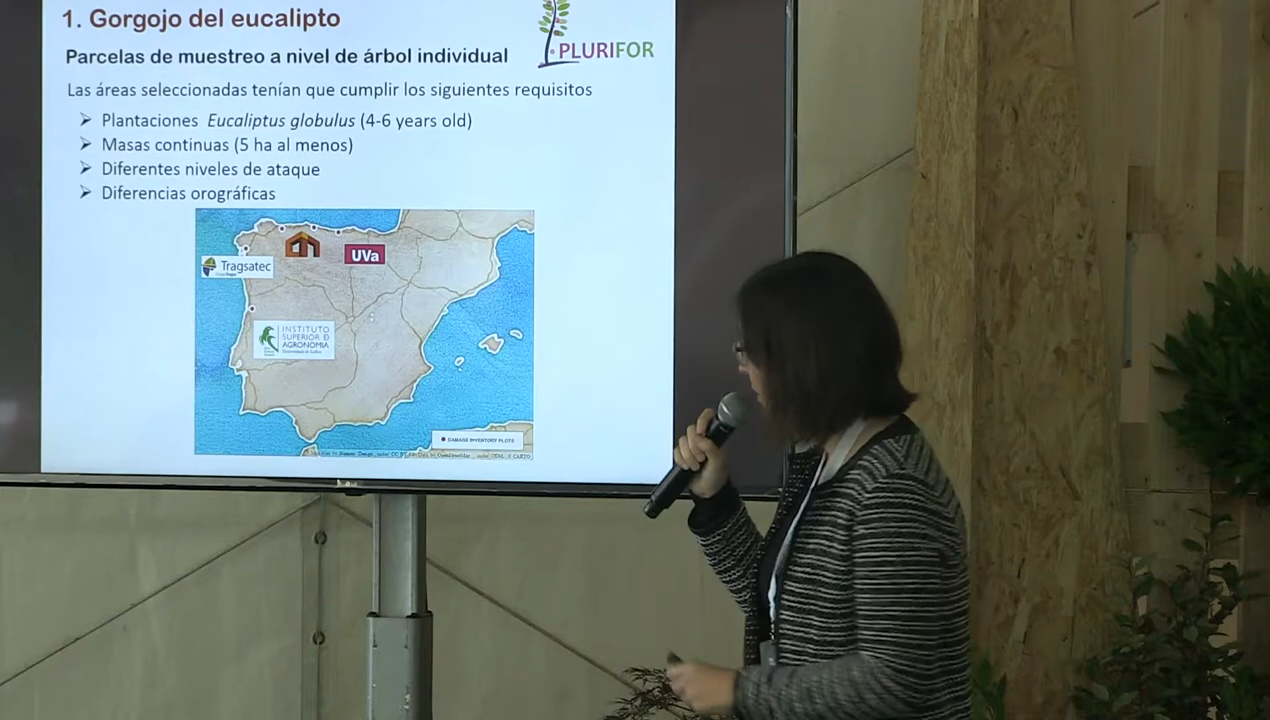 1. Gorgojo del eucalipto
PLURIFOR
Parcelas de muestreo a nivel de árbol individual
Las áreas seleccionadas tenían que cumplir los siguientes requisitos
➢ Plantaciones Eucaliptus globulus (4-6 years old)
➢ Masas continuas (5 ha al menos)
➢ Diferentes niveles de ataque
➢ Diferencias orográficas
UVa
Tragsatec
INSTITUTO
SUPERIOR D
AGRONOMIA
Universidade de Lisboa
DAMAGE INVENTORY PLOTS